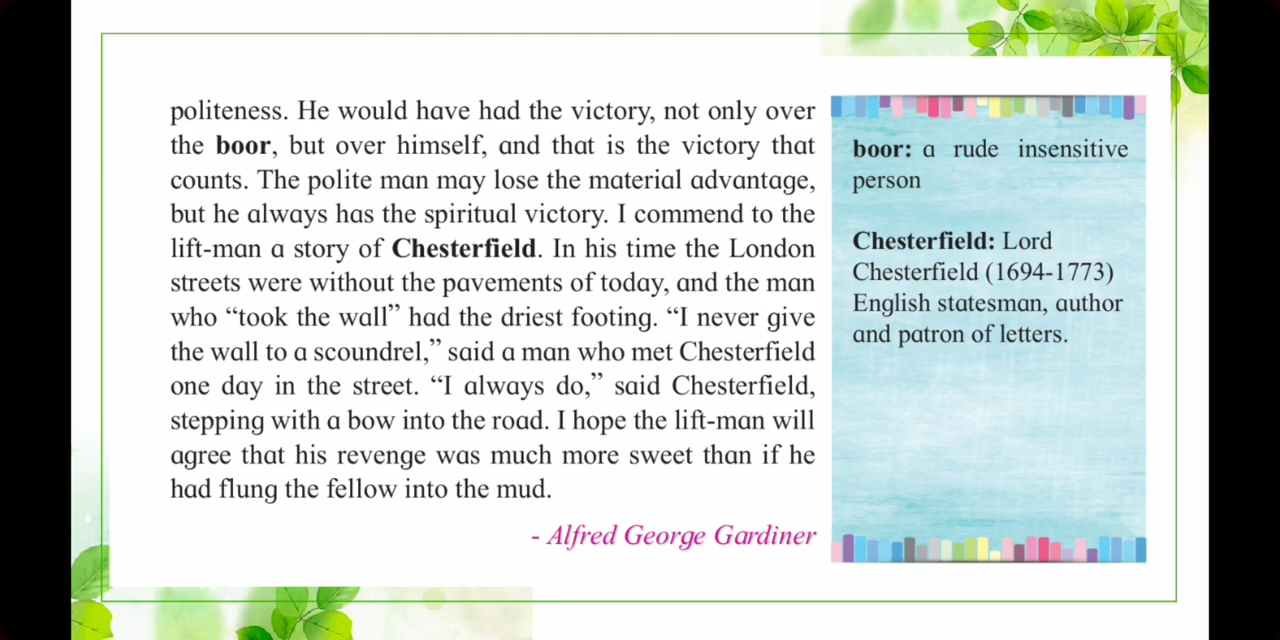 politeness. He would have had the victory, not only over
the boor, but over himself, and that is the victory that
counts. The polite man may lose the material advantage,
but he always has the spiritual victory. I commend to the
lift-man a story of Chesterfield. In his time the London
streets were without the pavements of today, and the man
who “took the wall” had the driest footing. “I never give
the wall to a scoundrel,” said a man who met Chesterfield
one day in the street. “I always do,” said Chesterfield,
stepping with a bow into the road. I hope the lift-man will
agree that his revenge was much more sweet than if he
had flung the fellow into the mud.
- Alfred George Gardiner
boor: a rude insensitive
person
Chesterfield: Lord
Chesterfield (1694-1773)
English statesman, author
and patron of letters.